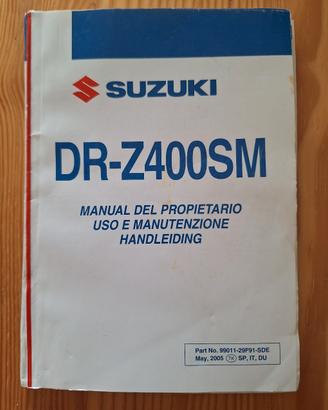 SUZUKI
DR-Z400SM
MANUAL DEL PROPIETARIO
USO E MANUTENZIONE
HANDLEIDING
Part No. 99011-29F91-SDE
May, 2005 TK SP, IT, DU